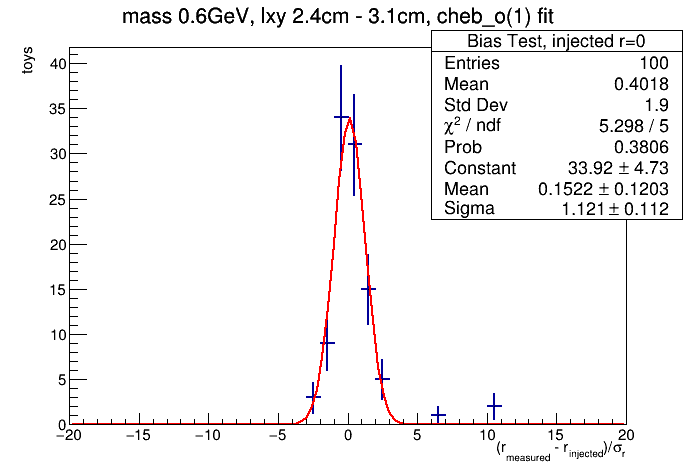 mass 0.6GeV, lxy 2.4cm - 3.1cm, cheb_o(1) fit
toys
Bias Test, injected r=0
Entries 100
Mean 0.4018
Std Dev 1.9
χ² / ndf 5.298 / 5
Prob 0.3806
Constant 33.92 ± 4.73
Mean 0.1522 ± 0.1203
Sigma 1.121 ± 0.112
40
35
30
25
20
15
10
5
0
−20 −15 −10 −5 0 5 10 15 20
(r_measured - r_injected)/σ_r